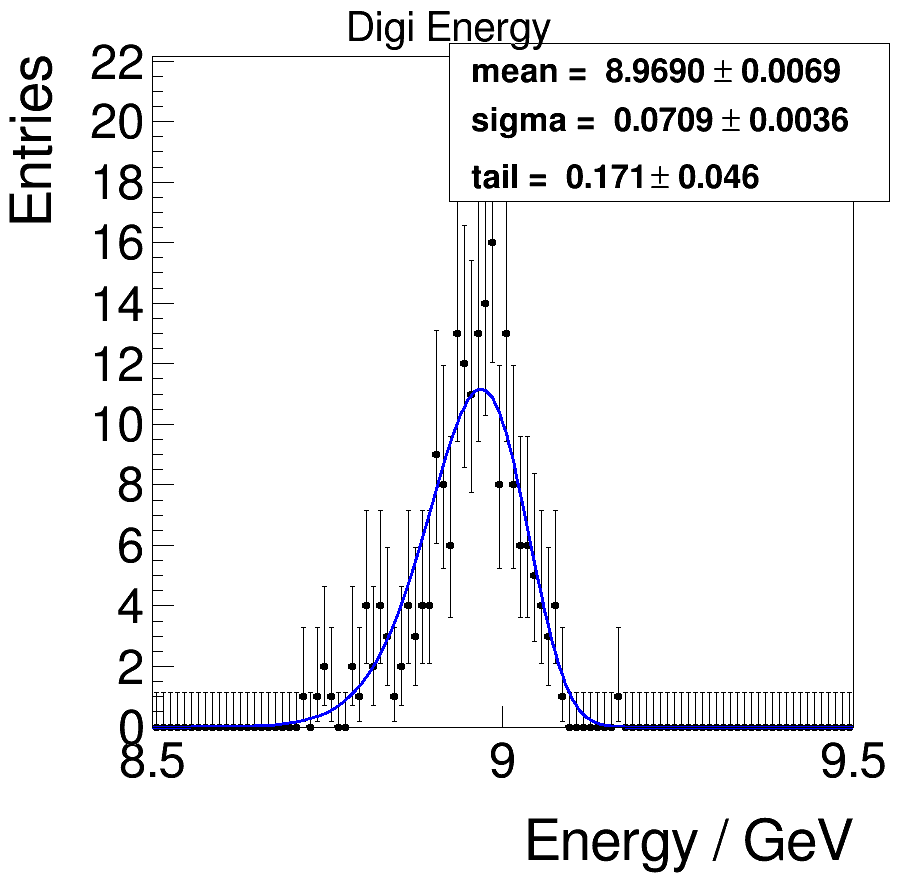 Digi Energy
mean = 8.9690 ± 0.0069
sigma = 0.0709 ± 0.0036
tail = 0.171 ± 0.046
Entries
22
20
18
16
14
12
10
8
6
4
2
0
8.5
9
9.5
Energy / GeV